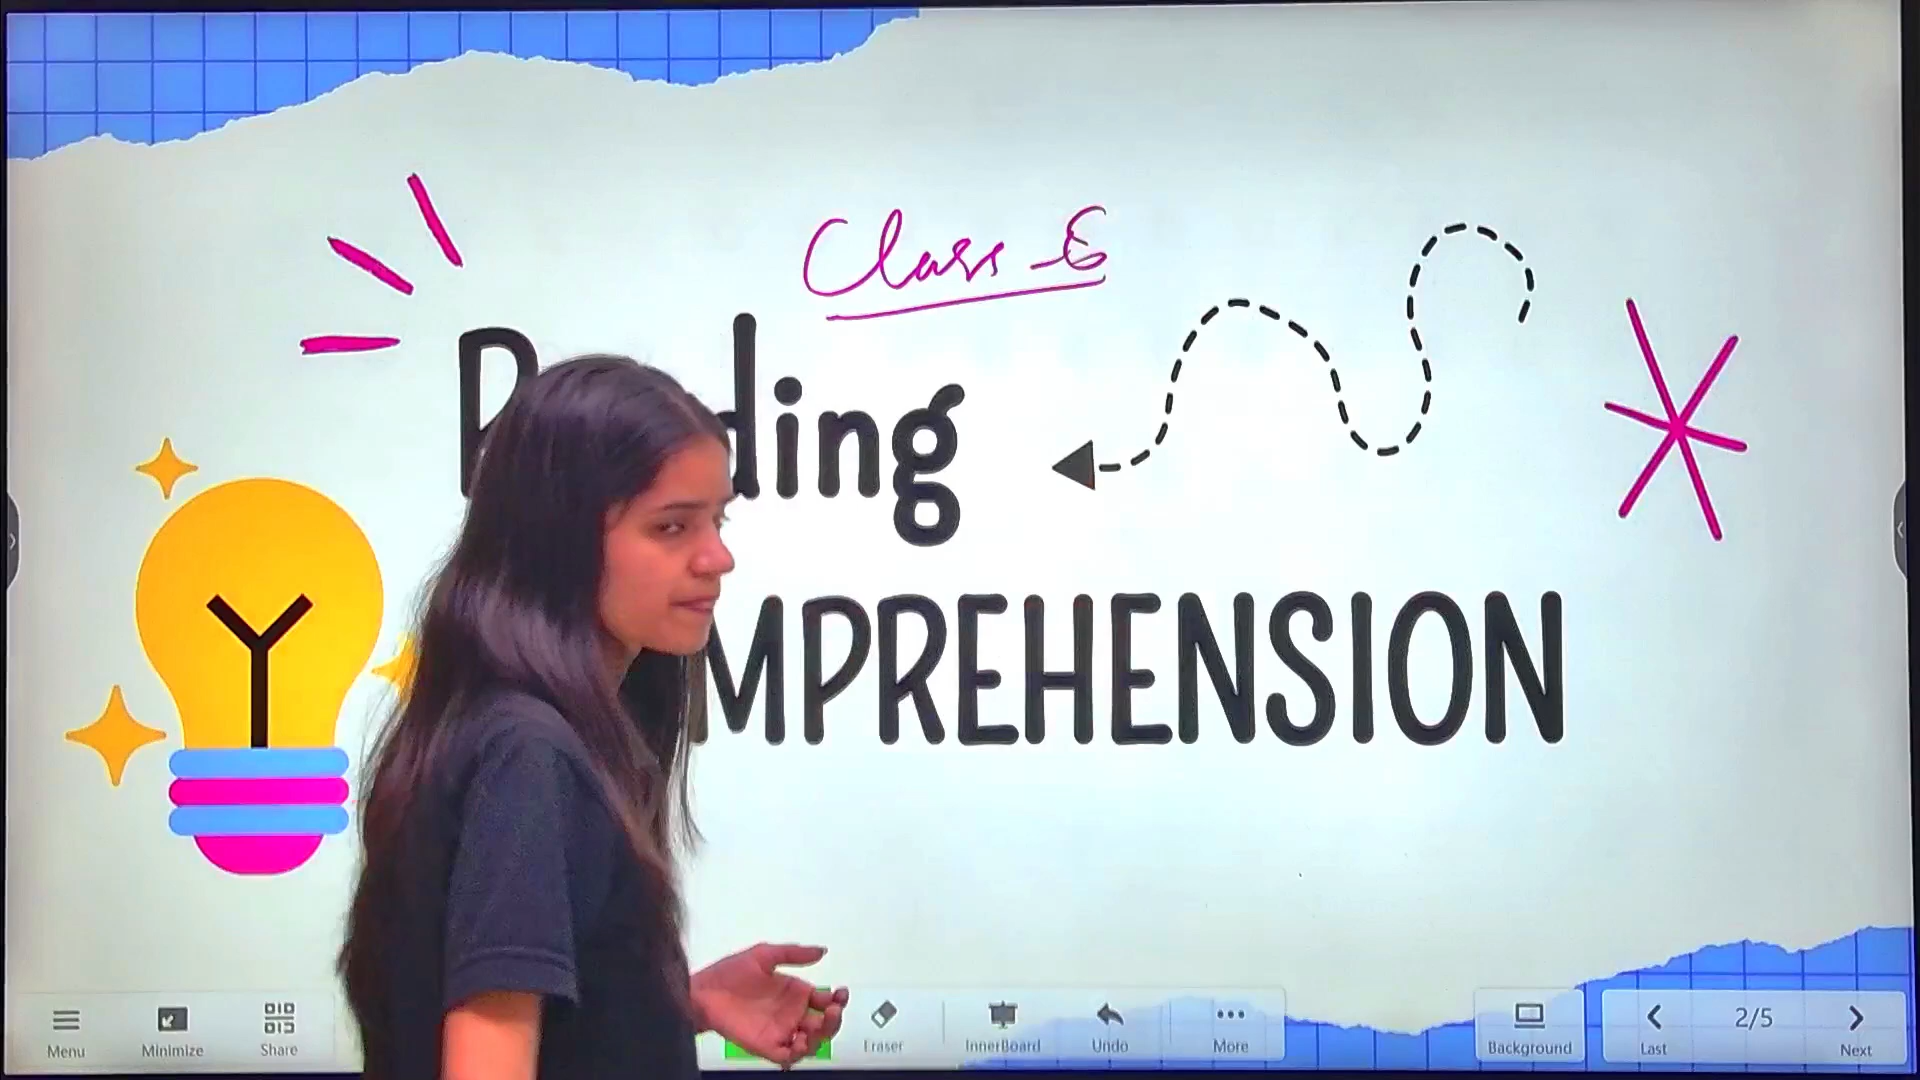 Class -6
R ding
MPREHENSION
Menu
Minimize
Share
Eraser
InnerBoard
Undo
More
Background
Last
2/5
Next